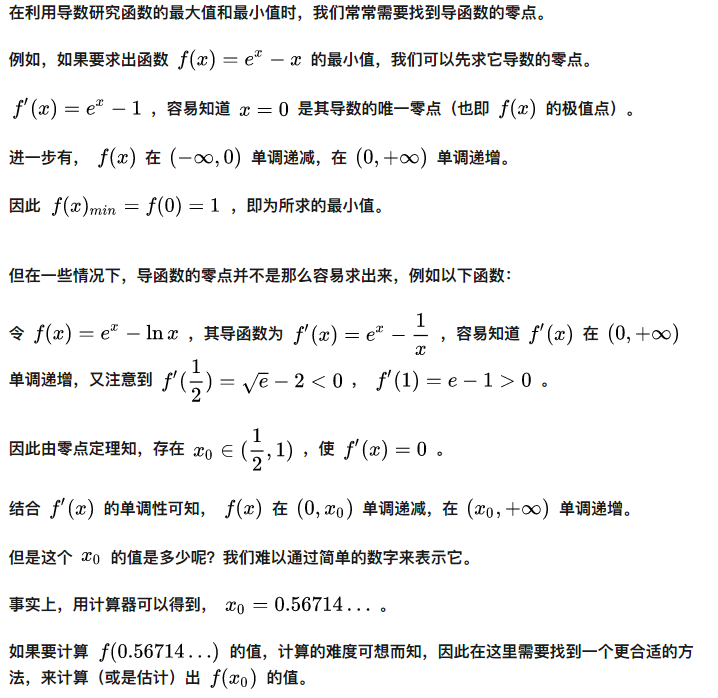 在利用导数研究函数的最大值和最小值时，我们常常需要找到导函数的零点。
例如，如果要求出函数 f(x) = e^x − x 的最小值，我们可以先求它导数的零点。
f′(x) = e^x − 1 ，容易知道 x = 0 是其导数的唯一零点（也即 f(x) 的极值点）。
进一步有， f(x) 在 (−∞, 0) 单调递减，在 (0, +∞) 单调递增。
因此 f(x)_{min} = f(0) = 1 ，即为所求的最小值。
但在一些情况下，导函数的零点并不是那么容易求出来，例如以下函数：
令 f(x) = e^x − ln x ，其导函数为 f′(x) = e^x − \frac{1}{x} ，容易知道 f′(x) 在 (0, +∞)
单调递增，又注意到 f′(\frac{1}{2}) = \sqrt{e} − 2 < 0 ， f′(1) = e − 1 > 0 。
因此由零点定理知，存在 x_0 ∈ (\frac{1}{2}, 1) ，使 f′(x) = 0 。
结合 f′(x) 的单调性可知， f(x) 在 (0, x_0) 单调递减，在 (x_0, +∞) 单调递增。
但是这个 x_0 的值是多少呢？我们难以通过简单的数字来表示它。
事实上，用计算器可以得到， x_0 = 0.56714… 。
如果要计算 f(0.56714…) 的值，计算的难度可想而知，因此在这里需要找到一个更合适的方
法，来计算（或是估计）出 f(x_0) 的值。